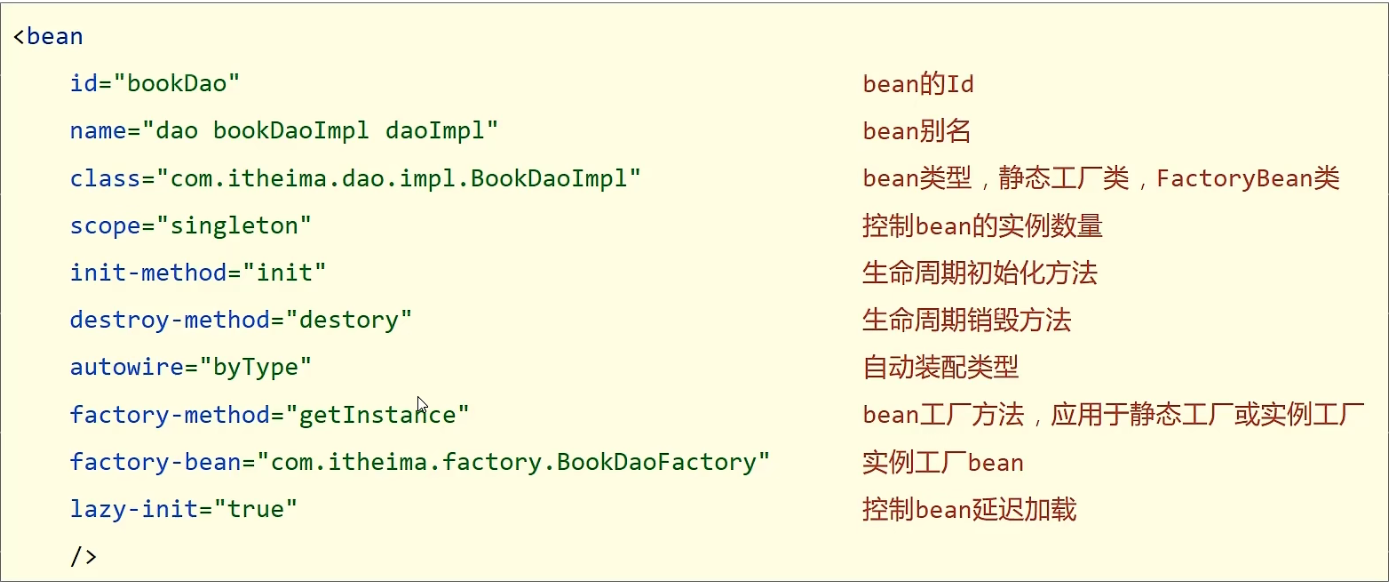 <bean
id="bookDao" bean的Id
name="dao bookDaoImpl daoImpl" bean别名
class="com.itheima.dao.impl.BookDaoImpl" bean类型，静态工厂类，FactoryBean类
scope="singleton" 控制bean的实例数量
init-method="init" 生命周期初始化方法
destroy-method="destory" 生命周期销毁方法
autowire="byType" 自动装配类型
factory-method="getInstance" bean工厂方法，应用于静态工厂或实例工厂
factory-bean="com.itheima.factory.BookDaoFactory" 实例工厂bean
lazy-init="true" 控制bean延迟加载
/>